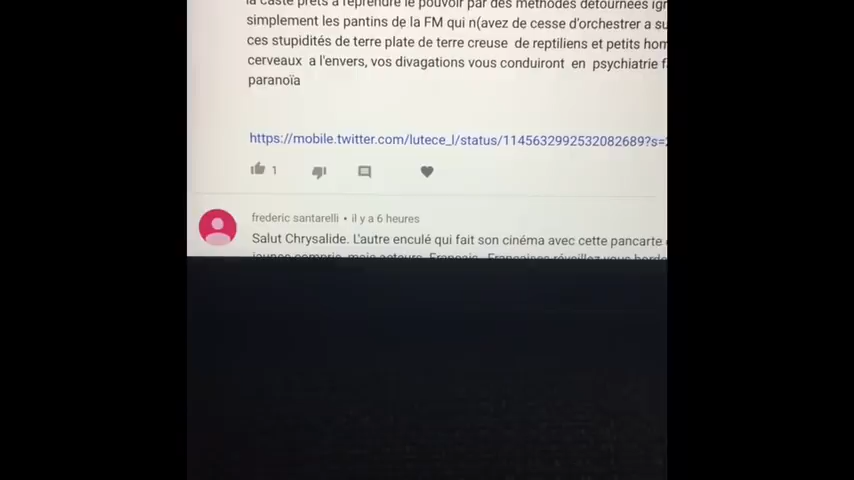 la caste prêts a reprendre le pouvoir par des méthodes détournées
simplement les pantins de la FM qui n(avez de cesse d'orchestrer a
ces stupidités de terre plate de terre creuse de reptiliens et petits
cerveaux a l'envers, vos divagations vous conduiront en psychiatrie
paranoïa
https://mobile.twitter.com/lutece_l/status/1145632992532082689?s=
1
frederic santarelli • il y a 6 heures
Salut Chrysalide. L'autre enculé qui fait son cinéma avec cette pancarte